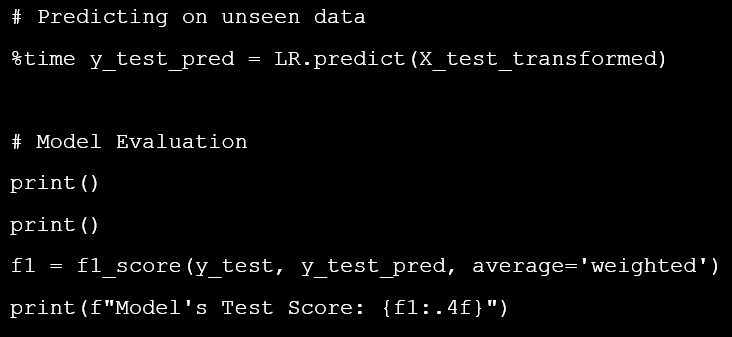 # Predicting on unseen data
%time y_test_pred = LR.predict(X_test_transformed)
# Model Evaluation
print()
print()
f1 = f1_score(y_test, y_test_pred, average='weighted')
print(f"Model's Test Score: {f1:.4f}")